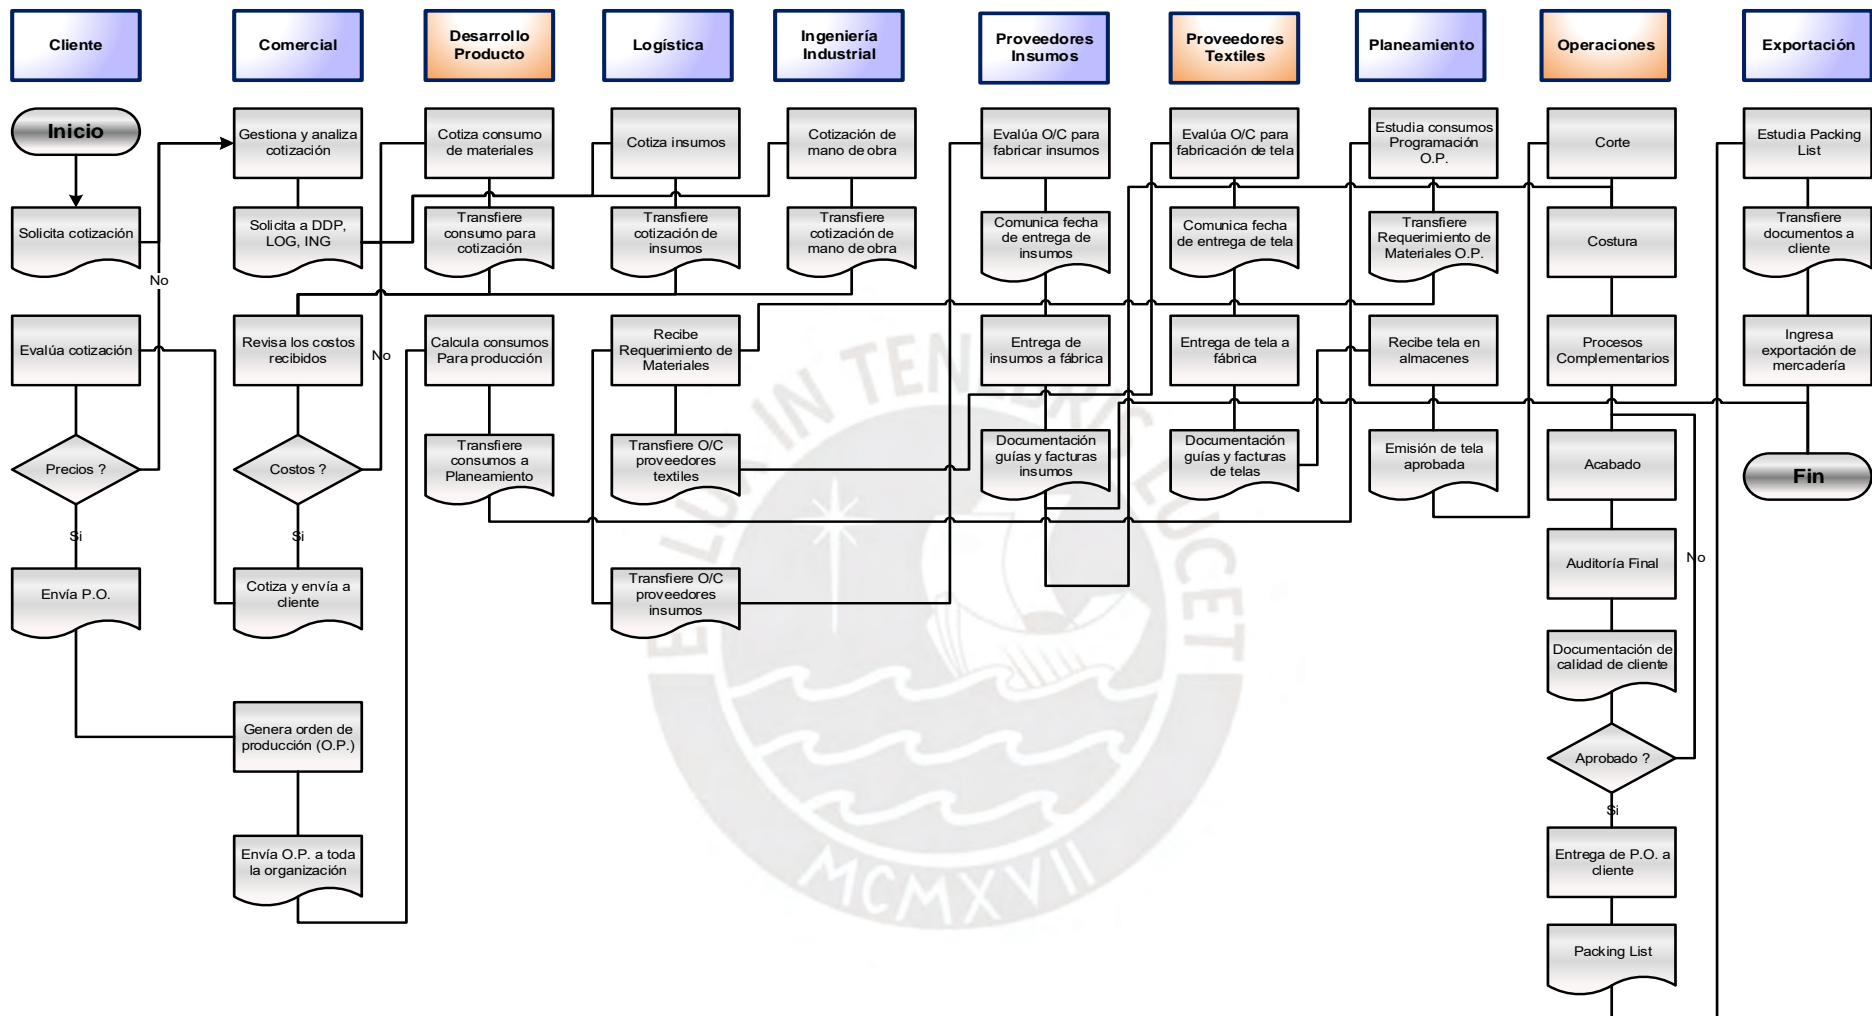 Cliente
Comercial
Desarrollo
Producto
Logística
Ingeniería
Industrial
Proveedores
Insumos
Proveedores
Textiles
Planeamiento
Operaciones
Exportación
Inicio
Solicita cotización
No
Evalúa cotización
Precios ?
Si
Envía P.O.
Gestiona y analiza
cotización
Solicita a DDP,
LOG, ING
Revisa los costos
recibidos
No
Costos ?
Si
Cotiza y envía a
cliente
Genera orden de
producción (O.P.)
Envía O.P. a toda
la organización
Cotiza consumo
de materiales
Transfiere
consumo para
cotización
Calcula consumos
Para producción
Transfiere
consumos a
Planeamiento
Cotiza insumos
Transfiere
cotización de
insumos
Recibe
Requerimiento de
Materiales
Transfiere O/C
proveedores
textiles
Transfiere O/C
proveedores
insumos
Cotización de
mano de obra
Transfiere
cotización de
mano de obra
Evalúa O/C para
fabricar insumos
Comunica fecha
de entrega de
insumos
Entrega de
insumos a fábrica
Documentación
guías y facturas
insumos
Evalúa O/C para
fabricación de tela
Comunica fecha
de entrega de tela
Entrega de tela a
fábrica
Documentación
guías y facturas
de telas
Estudia consumos
Programación
O.P.
Transfiere
Requerimiento de
Materiales O.P.
Recibe tela en
almacenes
Emisión de tela
aprobada
Corte
Costura
Procesos
Complementarios
Acabado
Auditoría Final
No
Documentación de
calidad de cliente
Aprobado ?
Si
Entrega de P.O. a
cliente
Packing List
Estudia Packing
List
Transfiere
documentos a
cliente
Ingresa
exportación de
mercadería
Fin
ET LUX IN TENEBRIS LUCET
MCMXVII